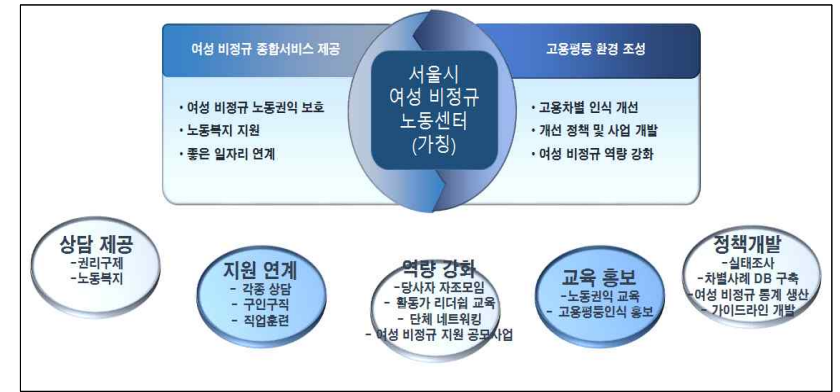 여성 비정규 종합서비스 제공
· 여성 비정규 노동권익 보호
· 노동복지 지원
· 좋은 일자리 연계
서울시
여성 비정규
노동센터
(가칭)
고용평등 환경 조성
· 고용차별 인식 개선
· 개선 정책 및 사업 개발
· 여성 비정규 역량 강화
상담 제공
-권리구제
-노동복지
지원 연계
- 각종 상담
- 구인구직
- 직업훈련
역량 강화
-당사자 자조모임
- 활동가 리더쉽 교육
- 단체 네트워킹
- 여성 비정규 지원 공모사업
교육 홍보
-노동권익 교육
- 고용평등인식 홍보
정책개발
-실태조사
-차별사례 DB 구축
-여성 비정규 통계 생산
- 가이드라인 개발